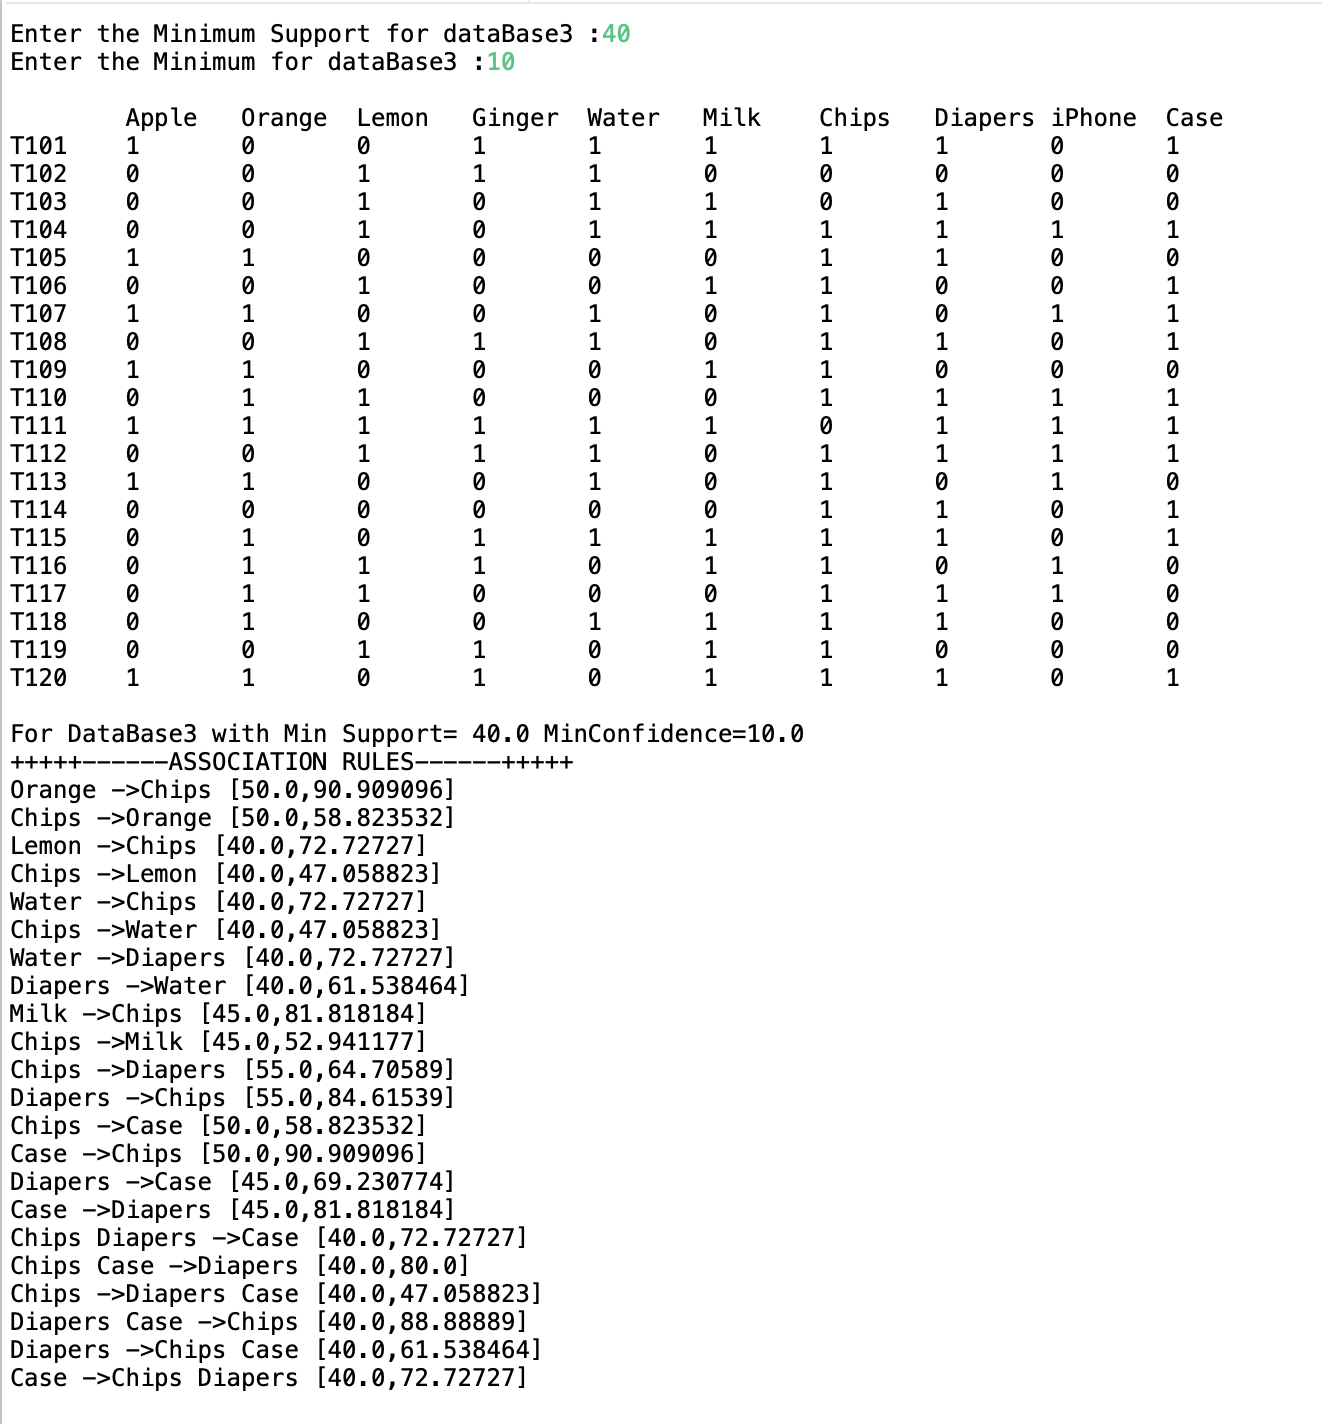 Enter the Minimum Support for dataBase3 :40
Enter the Minimum for dataBase3 :10
Apple Orange Lemon Ginger Water Milk Chips Diapers iPhone Case
T101 1 0 0 1 1 1 1 1 0 1
T102 0 0 1 1 1 0 0 0 0 0
T103 0 0 1 0 1 1 0 1 0 0
T104 0 0 1 0 1 1 1 1 1 1
T105 1 1 0 0 0 0 1 1 0 0
T106 0 0 1 0 0 1 1 0 0 1
T107 1 1 0 0 1 0 1 0 1 1
T108 0 0 1 1 1 0 1 1 0 1
T109 1 1 0 0 0 1 1 0 0 0
T110 0 1 1 0 0 0 1 1 1 1
T111 1 1 1 1 1 1 0 1 1 1
T112 0 0 1 1 1 0 1 1 1 1
T113 1 1 0 0 1 0 1 0 1 0
T114 0 0 0 0 0 0 1 1 0 1
T115 0 1 0 1 1 1 1 1 0 1
T116 0 1 1 1 0 1 1 0 1 0
T117 0 1 1 0 0 0 1 1 1 0
T118 0 1 0 0 1 1 1 1 0 0
T119 0 0 1 1 0 1 1 0 0 0
T120 1 1 0 1 0 1 1 1 0 1
For DataBase3 with Min Support= 40.0 MinConfidence=10.0
+++++------ASSOCIATION RULES------+++++
Orange ->Chips [50.0,90.909096]
Chips ->Orange [50.0,58.823532]
Lemon ->Chips [40.0,72.72727]
Chips ->Lemon [40.0,47.058823]
Water ->Chips [40.0,72.72727]
Chips ->Water [40.0,47.058823]
Water ->Diapers [40.0,72.72727]
Diapers ->Water [40.0,61.538464]
Milk ->Chips [45.0,81.818184]
Chips ->Milk [45.0,52.941177]
Chips ->Diapers [55.0,64.70589]
Diapers ->Chips [55.0,84.61539]
Chips ->Case [50.0,58.823532]
Case ->Chips [50.0,90.909096]
Diapers ->Case [45.0,69.230774]
Case ->Diapers [45.0,81.818184]
Chips Diapers ->Case [40.0,72.72727]
Chips Case ->Diapers [40.0,80.0]
Chips ->Diapers Case [40.0,47.058823]
Diapers Case ->Chips [40.0,88.88889]
Diapers ->Chips Case [40.0,61.538464]
Case ->Chips Diapers [40.0,72.72727]